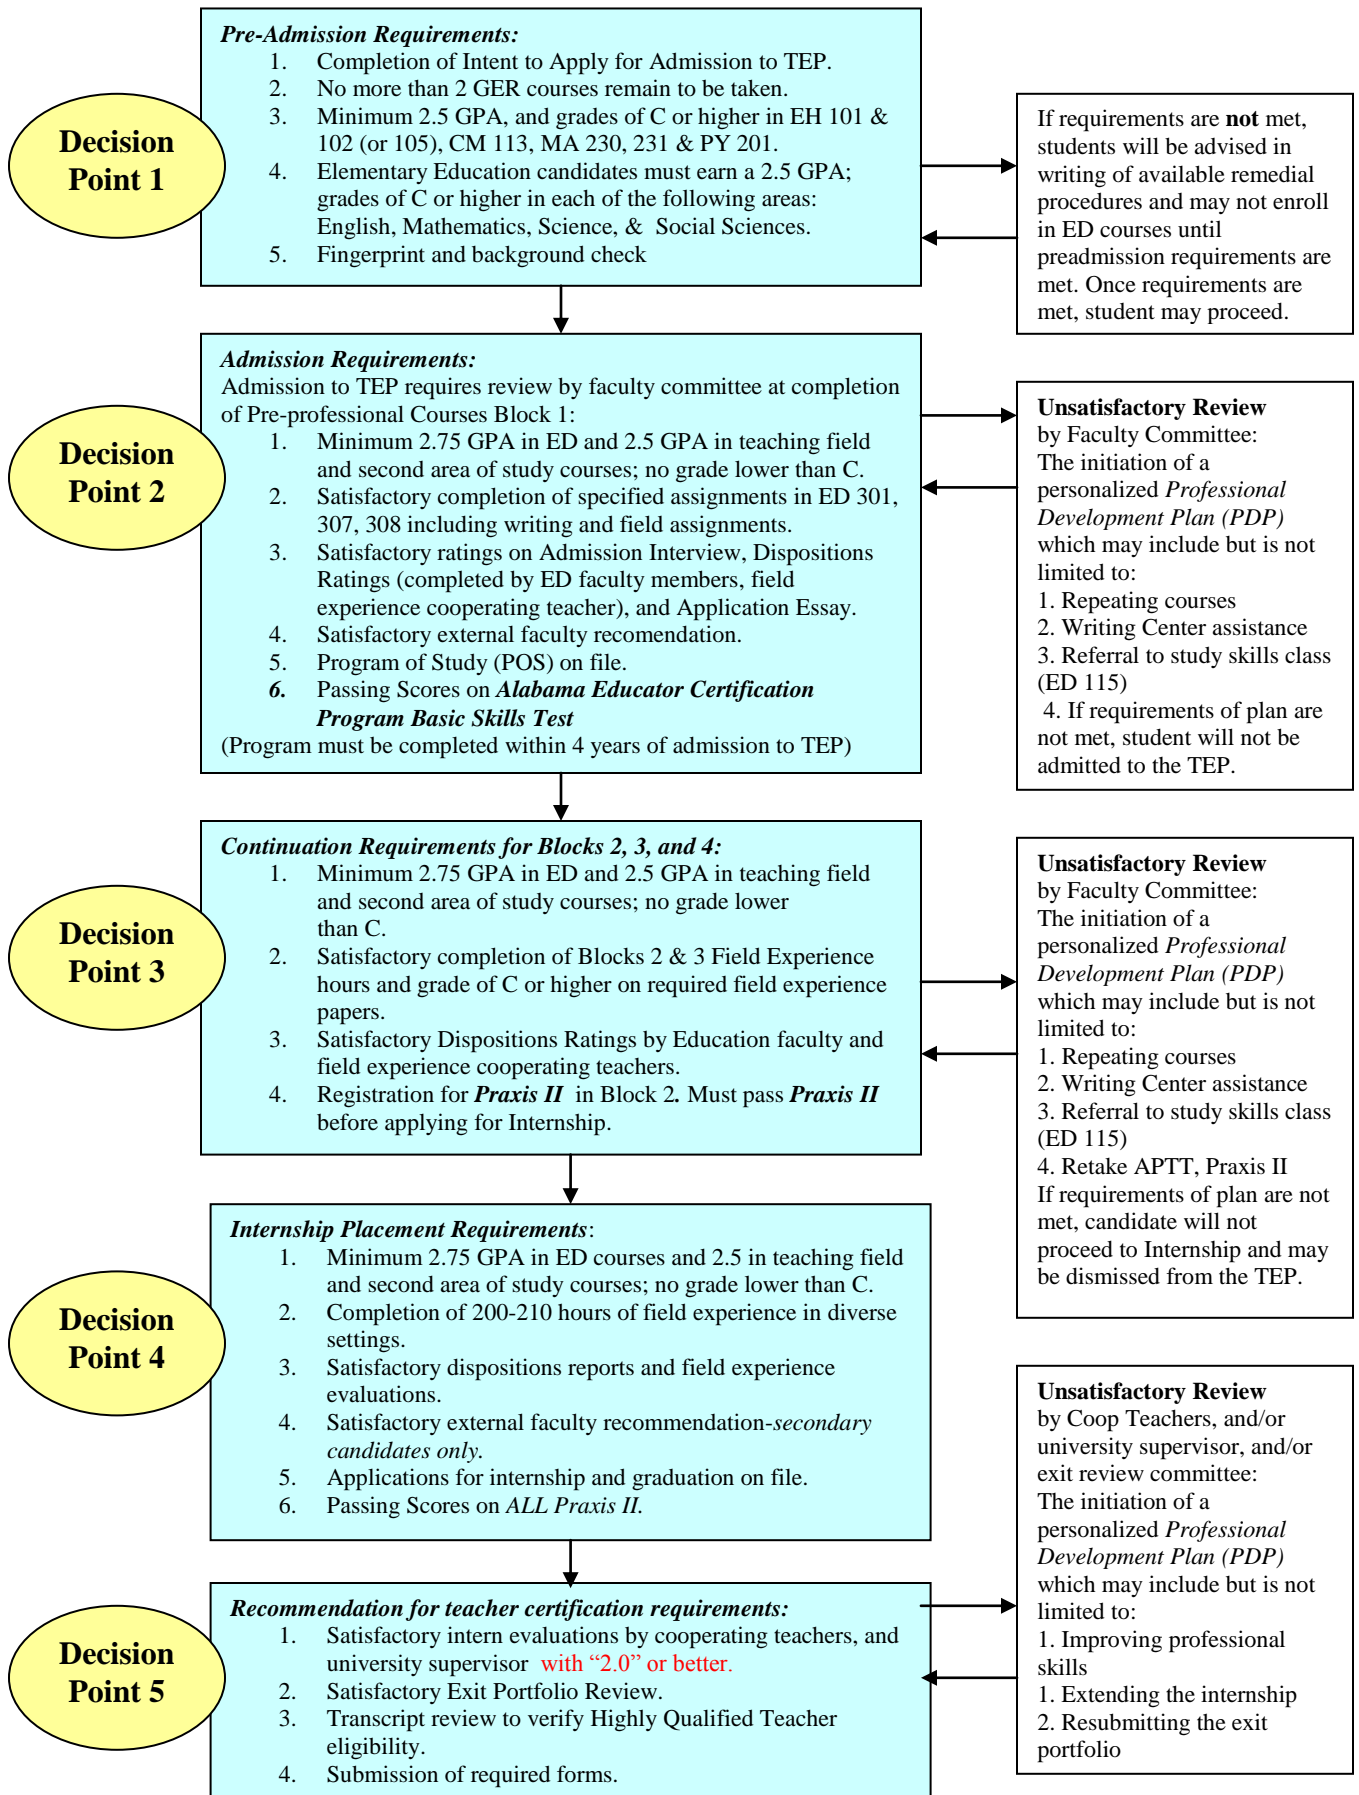 Pre-Admission Requirements:
1. Completion of Intent to Apply for Admission to TEP.
2. No more than 2 GER courses remain to be taken.
3. Minimum 2.5 GPA, and grades of C or higher in EH 101 &
102 (or 105), CM 113, MA 230, 231 & PY 201.
4. Elementary Education candidates must earn a 2.5 GPA;
grades of C or higher in each of the following areas:
English, Mathematics, Science, & Social Sciences.
5. Fingerprint and background check
Decision
Point 1
If requirements are not met,
students will be advised in
writing of available remedial
procedures and may not enroll
in ED courses until
preadmission requirements are
met. Once requirements are
met, student may proceed.
Admission Requirements:
Admission to TEP requires review by faculty committee at completion
of Pre-professional Courses Block 1:
1. Minimum 2.75 GPA in ED and 2.5 GPA in teaching field
and second area of study courses; no grade lower than C.
2. Satisfactory completion of specified assignments in ED 301,
307, 308 including writing and field assignments.
3. Satisfactory ratings on Admission Interview, Dispositions
Ratings (completed by ED faculty members, field
experience cooperating teacher), and Application Essay.
4. Satisfactory external faculty recomendation.
5. Program of Study (POS) on file.
6. Passing Scores on Alabama Educator Certification
Program Basic Skills Test
(Program must be completed within 4 years of admission to TEP)
Decision
Point 2
Unsatisfactory Review
by Faculty Committee:
The initiation of a
personalized Professional
Development Plan (PDP)
which may include but is not
limited to:
1. Repeating courses
2. Writing Center assistance
3. Referral to study skills class
(ED 115)
4. If requirements of plan are
not met, student will not be
admitted to the TEP.
Continuation Requirements for Blocks 2, 3, and 4:
1. Minimum 2.75 GPA in ED and 2.5 GPA in teaching field
and second area of study courses; no grade lower
than C.
2. Satisfactory completion of Blocks 2 & 3 Field Experience
hours and grade of C or higher on required field experience
papers.
3. Satisfactory Dispositions Ratings by Education faculty and
field experience cooperating teachers.
4. Registration for Praxis II in Block 2. Must pass Praxis II
before applying for Internship.
Decision
Point 3
Unsatisfactory Review
by Faculty Committee:
The initiation of a
personalized Professional
Development Plan (PDP)
which may include but is not
limited to:
1. Repeating courses
2. Writing Center assistance
3. Referral to study skills class
(ED 115)
4. Retake APTT, Praxis II
If requirements of plan are not
met, candidate will not
proceed to Internship and may
be dismissed from the TEP.
Internship Placement Requirements:
1. Minimum 2.75 GPA in ED courses and 2.5 in teaching field
and second area of study courses; no grade lower than C.
2. Completion of 200-210 hours of field experience in diverse
settings.
3. Satisfactory dispositions reports and field experience
evaluations.
4. Satisfactory external faculty recommendation-secondary
candidates only.
5. Applications for internship and graduation on file.
6. Passing Scores on ALL Praxis II.
Decision
Point 4
Unsatisfactory Review
by Coop Teachers, and/or
university supervisor, and/or
exit review committee:
The initiation of a
personalized Professional
Development Plan (PDP)
which may include but is not
limited to:
1. Improving professional
skills
1. Extending the internship
2. Resubmitting the exit
portfolio
Recommendation for teacher certification requirements:
1. Satisfactory intern evaluations by cooperating teachers, and
university supervisor with “2.0” or better.
2. Satisfactory Exit Portfolio Review.
3. Transcript review to verify Highly Qualified Teacher
eligibility.
4. Submission of required forms.
Decision
Point 5